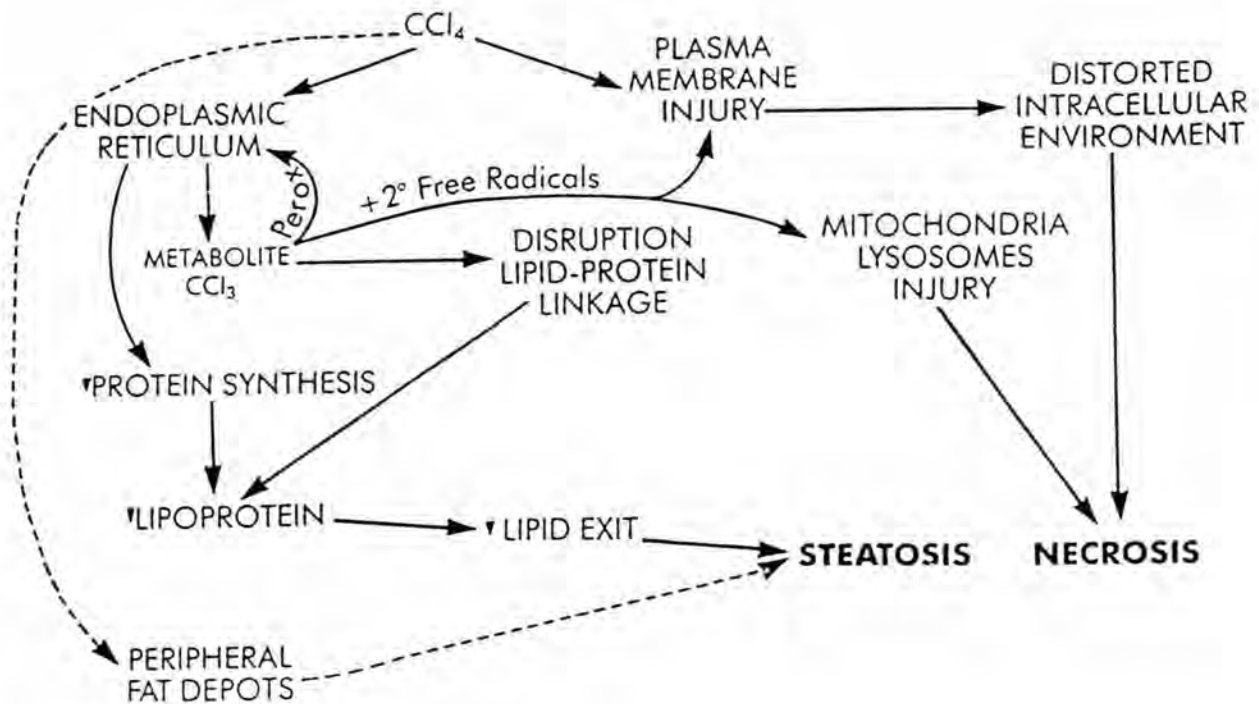 CCl₄
PLASMA
MEMBRANE
INJURY
DISTORTED
INTRACELLULAR
ENVIRONMENT
ENDOPLASMIC
RETICULUM
Perox
+2° Free Radicals
METABOLITE
CCl₃
DISRUPTION
LIPID-PROTEIN
LINKAGE
MITOCHONDRIA
LYSOSOMES
INJURY
PROTEIN SYNTHESIS
LIPOPROTEIN
LIPID EXIT
STEATOSIS
NECROSIS
PERIPHERAL
FAT DEPOTS